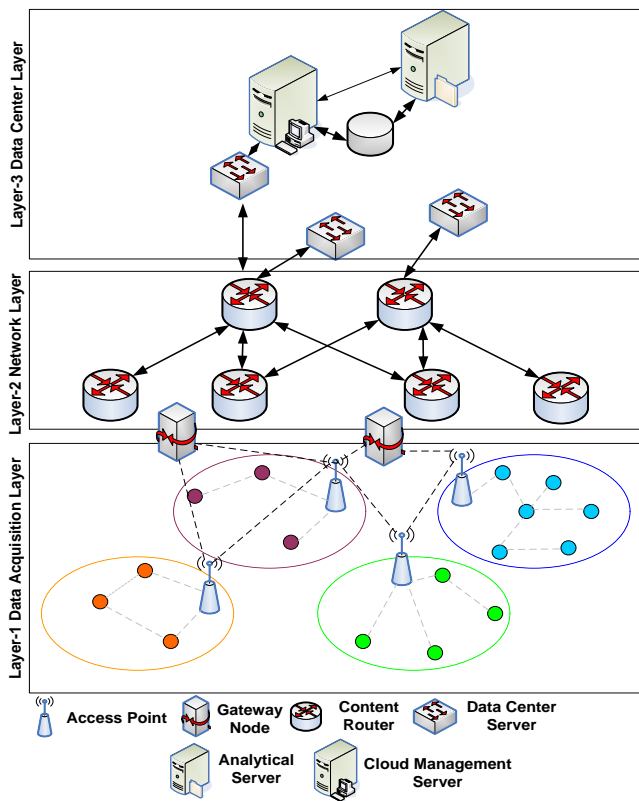 Layer-3 Data Center Layer
Layer-2 Network Layer
Layer-1 Data Acquisition Layer
Access Point
Gateway
Node
Content
Router
Data Center
Server
Analytical
Server
Cloud Management
Server